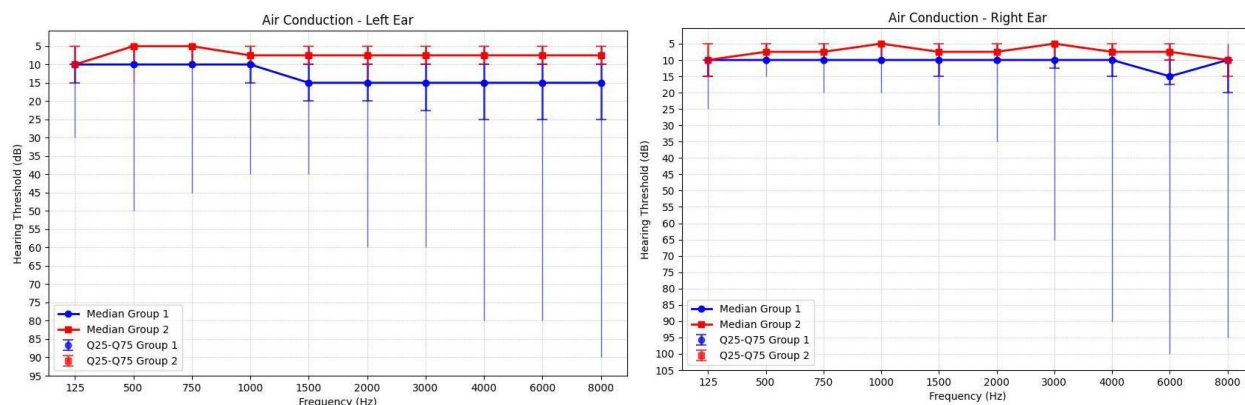 Air Conduction - Left Ear
Hearing Threshold (dB)
5
10
15
20
25
30
35
40
45
50
55
60
65
70
75
80
85
90
95
Median Group 1
Median Group 2
Q25-Q75 Group 1
Q25-Q75 Group 2
125 500 750 1000 1500 2000 3000 4000 6000 8000
Frequency (Hz)
Air Conduction - Right Ear
Hearing Threshold (dB)
5
10
15
20
25
30
35
40
45
50
55
60
65
70
75
80
85
90
95
100
105
Median Group 1
Median Group 2
Q25-Q75 Group 1
Q25-Q75 Group 2
125 500 750 1000 1500 2000 3000 4000 6000 8000
Frequency (Hz)